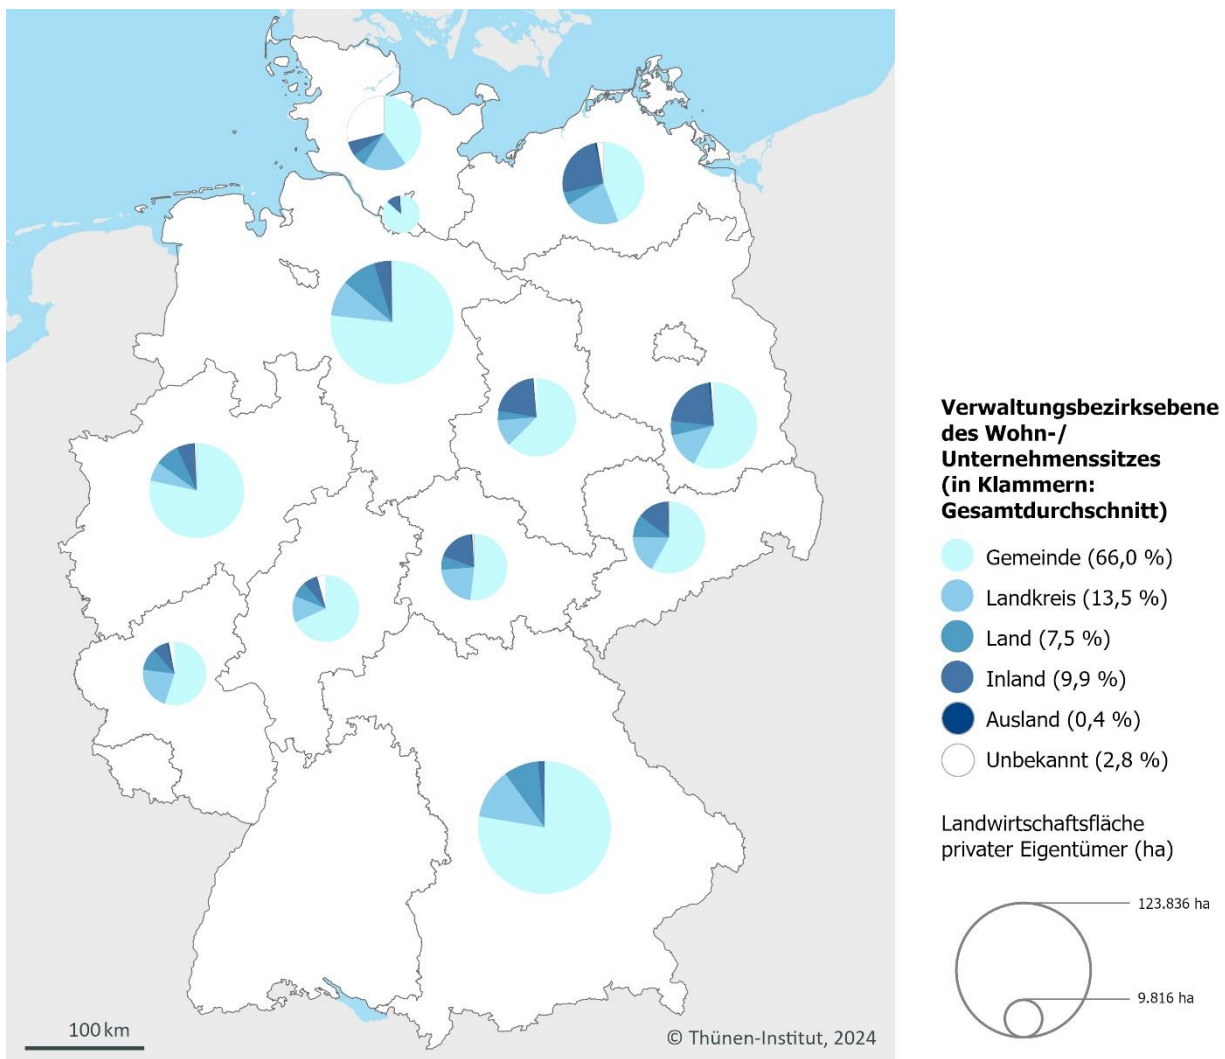 Verwaltungsbezirksebene
des Wohn-/
Unternehmenssitzes
(in Klammern:
Gesamtdurchschnitt)
Gemeinde (66,0 %)
Landkreis (13,5 %)
Land (7,5 %)
Inland (9,9 %)
Ausland (0,4 %)
Unbekannt (2,8 %)
Landwirtschaftsfläche
privater Eigentümer (ha)
123.836 ha
9.816 ha
100 km
© Thünen-Institut, 2024